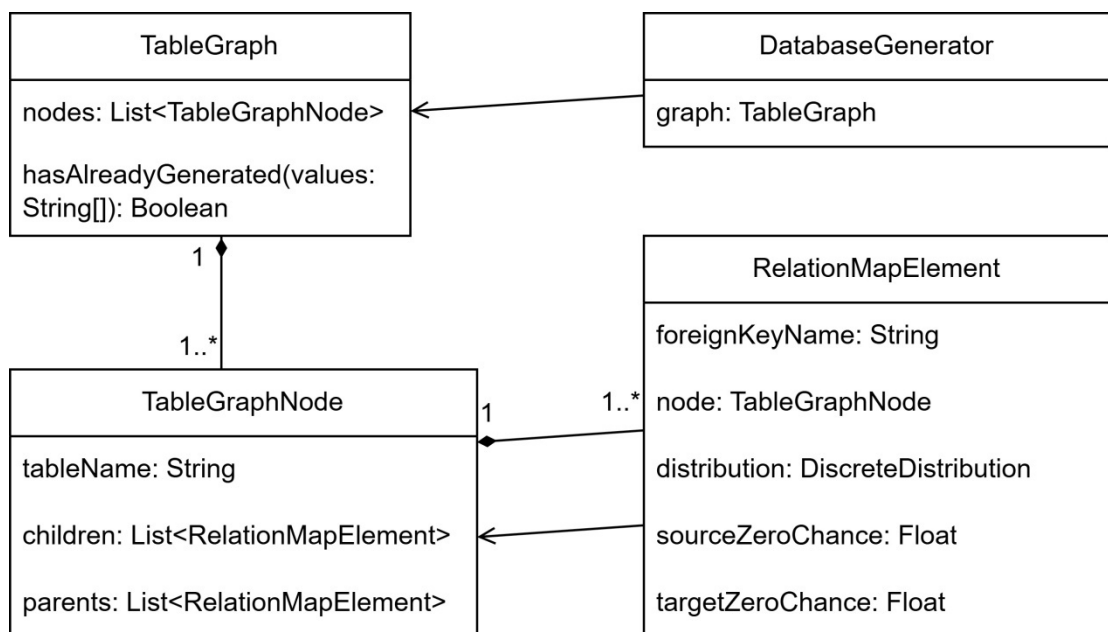 TableGraph
nodes: List<TableGraphNode>
hasAlreadyGenerated(values:
String[]): Boolean
DatabaseGenerator
graph: TableGraph
1
1..*
TableGraphNode
tableName: String
children: List<RelationMapElement>
parents: List<RelationMapElement>
1
1..*
RelationMapElement
foreignKeyName: String
node: TableGraphNode
distribution: DiscreteDistribution
sourceZeroChance: Float
targetZeroChance: Float